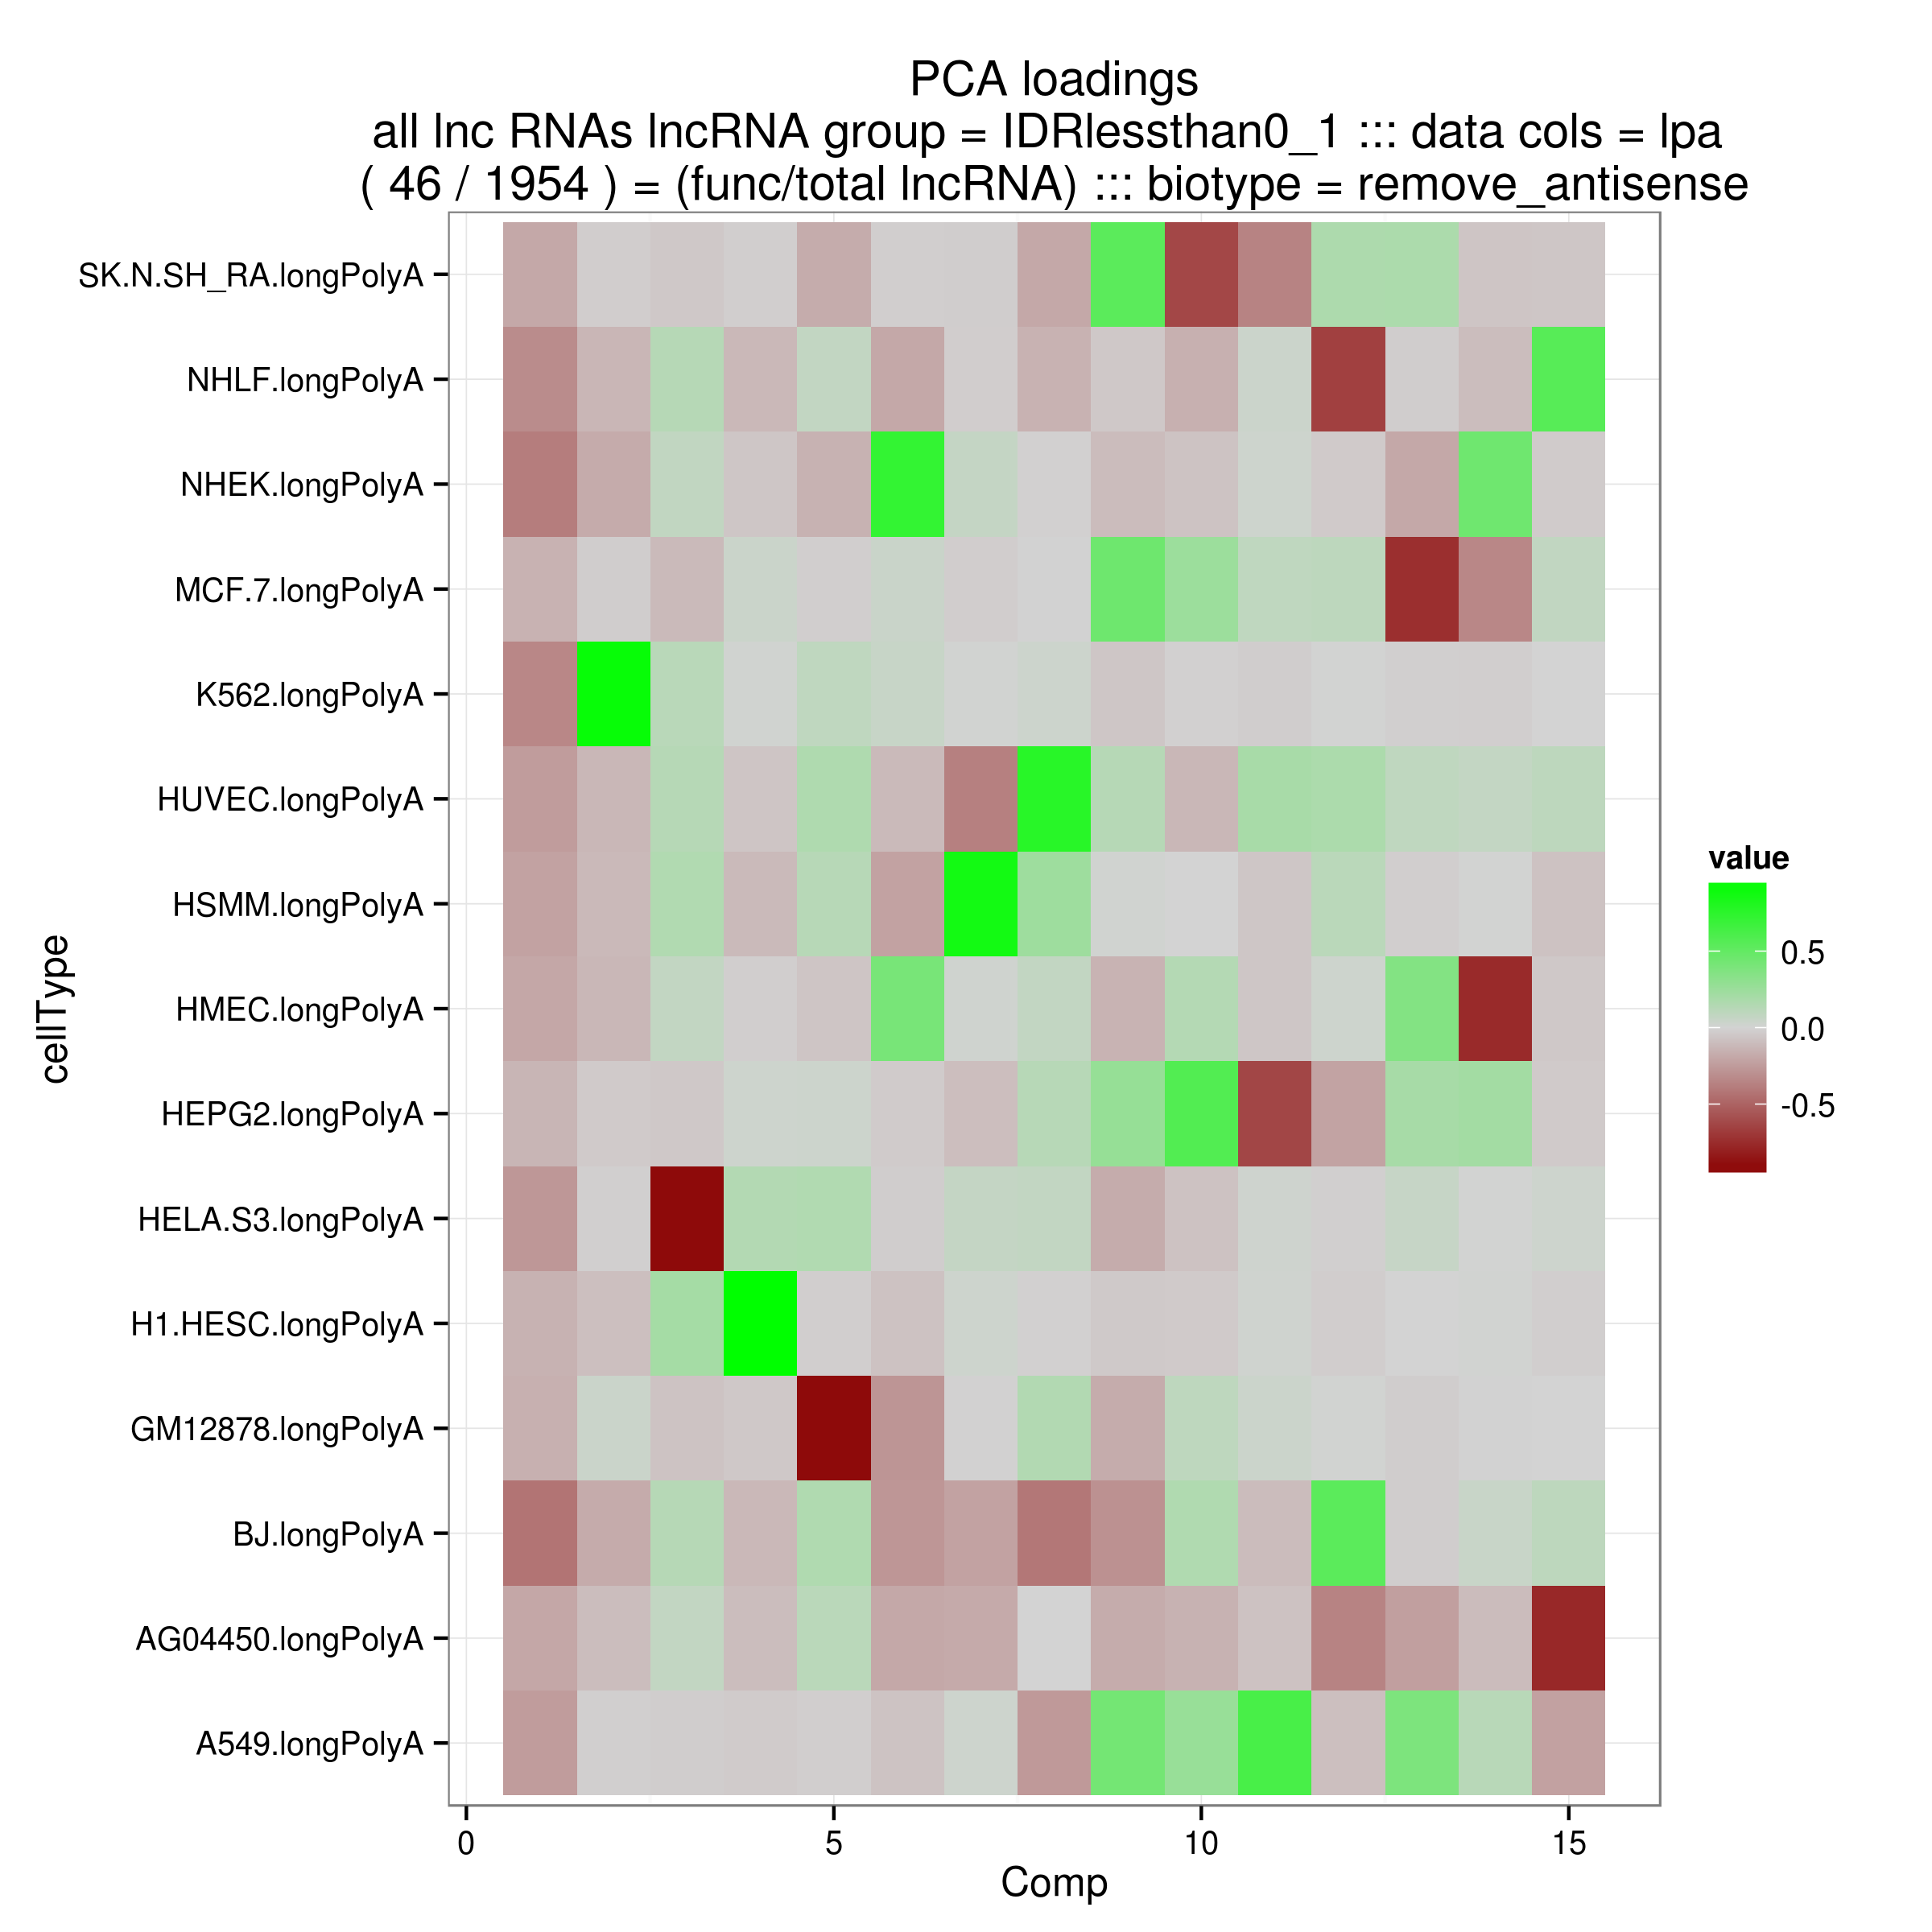 PCA loadings
all lnc RNAs lncRNA group = IDRlessthan0_1 ::: data cols = lpa
( 46 / 1954 ) = (func/total lncRNA) ::: biotype = remove_antisense
cellType
SK.N.SH_RA.longPolyA
NHLF.longPolyA
NHEK.longPolyA
MCF.7.longPolyA
K562.longPolyA
HUVEC.longPolyA
HSMM.longPolyA
HMEC.longPolyA
HEPG2.longPolyA
HELA.S3.longPolyA
H1.HESC.longPolyA
GM12878.longPolyA
BJ.longPolyA
AG04450.longPolyA
A549.longPolyA
0 5 10 15
Comp
value
0.5
0.0
-0.5